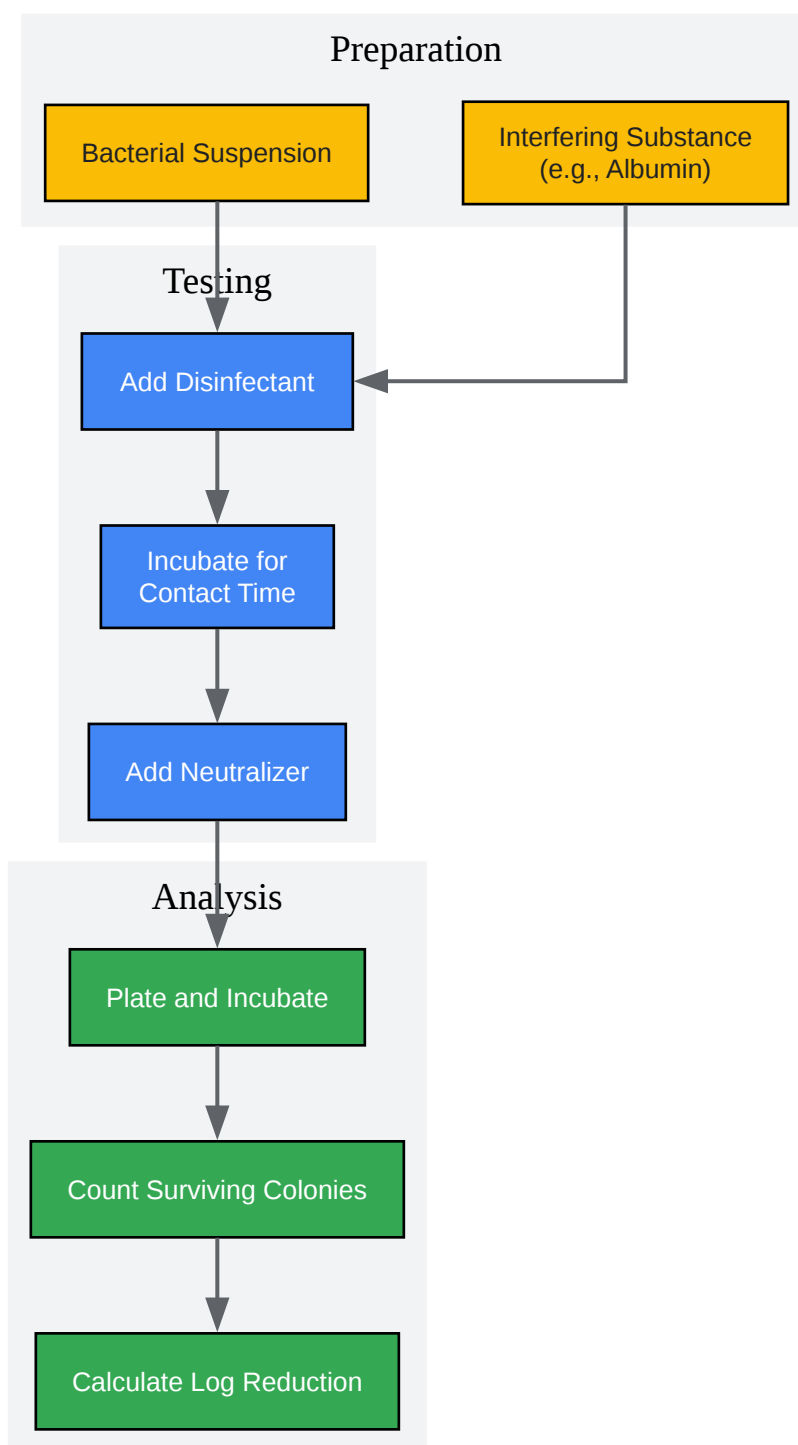 Preparation
Bacterial Suspension
Interfering Substance
(e.g., Albumin)
Testing
Add Disinfectant
Incubate for
Contact Time
Add Neutralizer
Analysis
Plate and Incubate
Count Surviving Colonies
Calculate Log Reduction